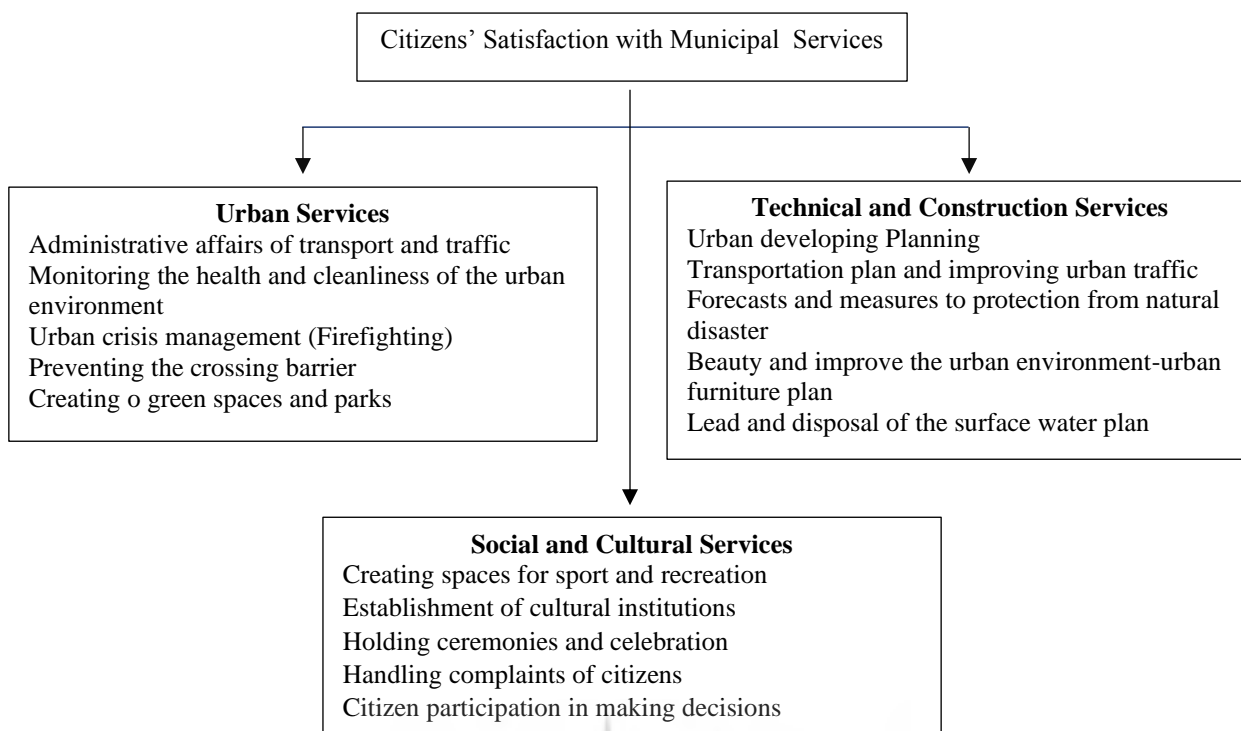 Citizens’ Satisfaction with Municipal Services
Urban Services
Administrative affairs of transport and traffic
Monitoring the health and cleanliness of the urban
environment
Urban crisis management (Firefighting)
Preventing the crossing barrier
Creating o green spaces and parks
Technical and Construction Services
Urban developing Planning
Transportation plan and improving urban traffic
Forecasts and measures to protection from natural
disaster
Beauty and improve the urban environment-urban
furniture plan
Lead and disposal of the surface water plan
Social and Cultural Services
Creating spaces for sport and recreation
Establishment of cultural institutions
Holding ceremonies and celebration
Handling complaints of citizens
Citizen participation in making decisions